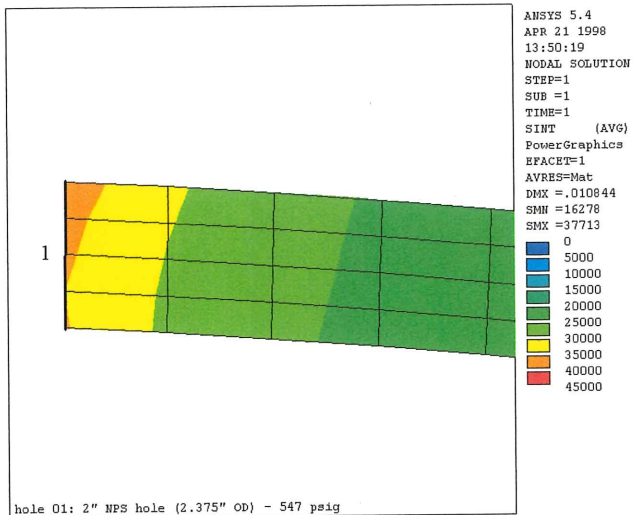 ANSYS 5.4
APR 21 1998
13:50:19
NODAL SOLUTION
STEP=1
SUB =1
TIME=1
SINT (AVG)
PowerGraphics
EFACET=1
AVRES=Mat
DMX =.010844
SMN =16278
SMX =37713
0
5000
10000
15000
20000
25000
30000
35000
40000
45000
1
hole 01: 2" NPS hole (2.375" OD) - 547 psig